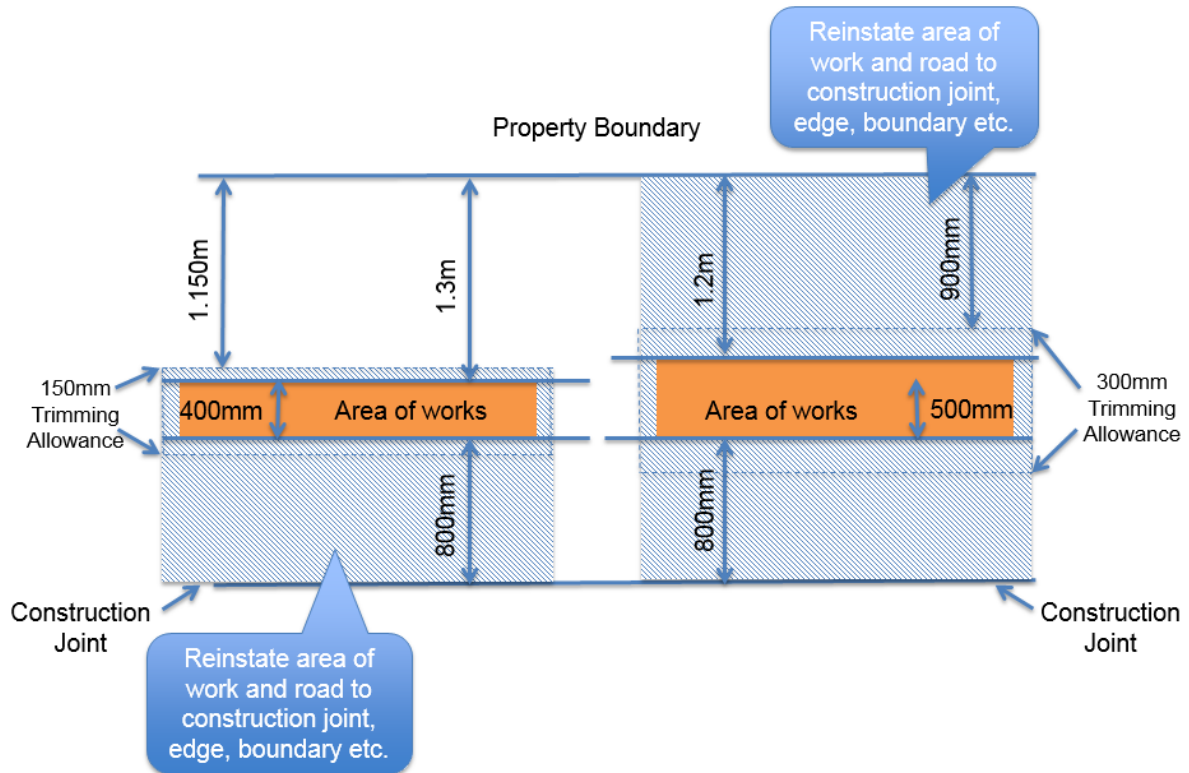 Reinstate area of
work and road to
construction joint,
edge, boundary etc.
Property Boundary
1.150m
1.3m
1.2m
900mm
150mm
Trimming
Allowance
400mm
Area of works
Area of works
500mm
300mm
Trimming
Allowance
800mm
800mm
Construction
Joint
Construction
Joint
Reinstate area of
work and road to
construction joint,
edge, boundary etc.